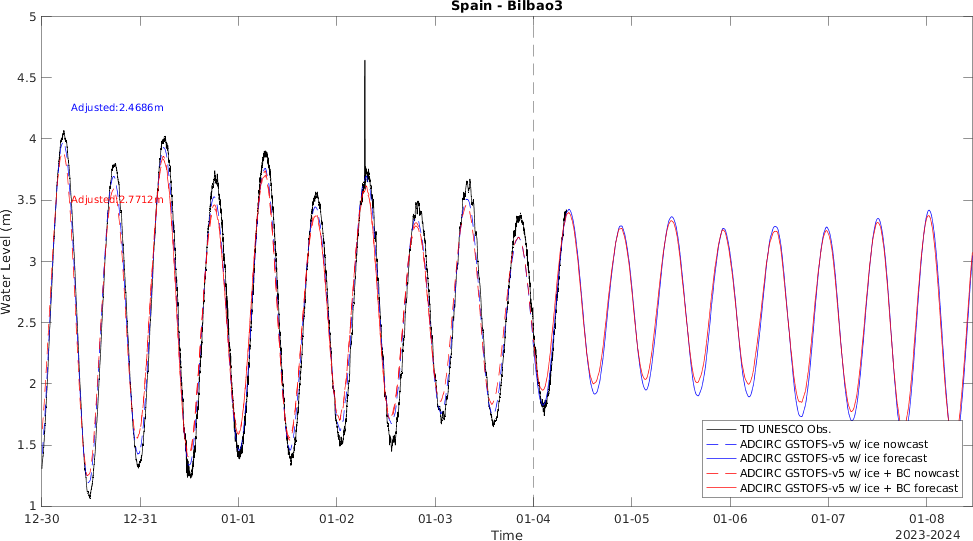 Spain - Bilbao3
5
4.5
4
3.5
3
2.5
2
1.5
1
Water Level (m)
Adjusted:2.4686m
Adjusted:2.7712m
TD UNESCO Obs.
ADCIRC GSTOFS-v5 w/ ice nowcast
ADCIRC GSTOFS-v5 w/ ice forecast
ADCIRC GSTOFS-v5 w/ ice + BC nowcast
ADCIRC GSTOFS-v5 w/ ice + BC forecast
12-30 12-31 01-01 01-02 01-03 01-04 01-05 01-06 01-07 01-08
Time
2023-2024